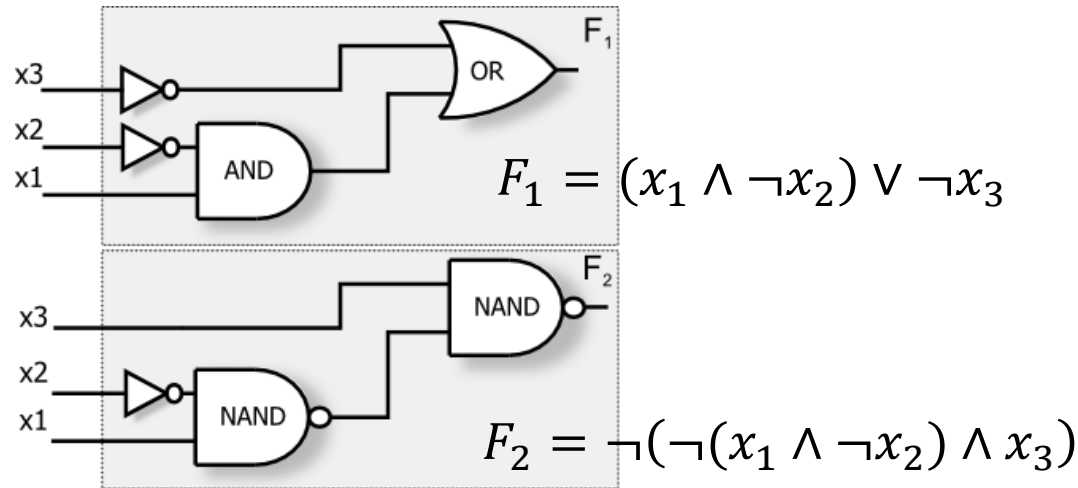 F₁
x3
OR
x2
x1
AND
F₁ = (x₁ ∧ ¬x₂) ∨ ¬x₃
F₂
NAND
x3
x2
x1
NAND
F₂ = ¬(¬(x₁ ∧ ¬x₂) ∧ x₃)